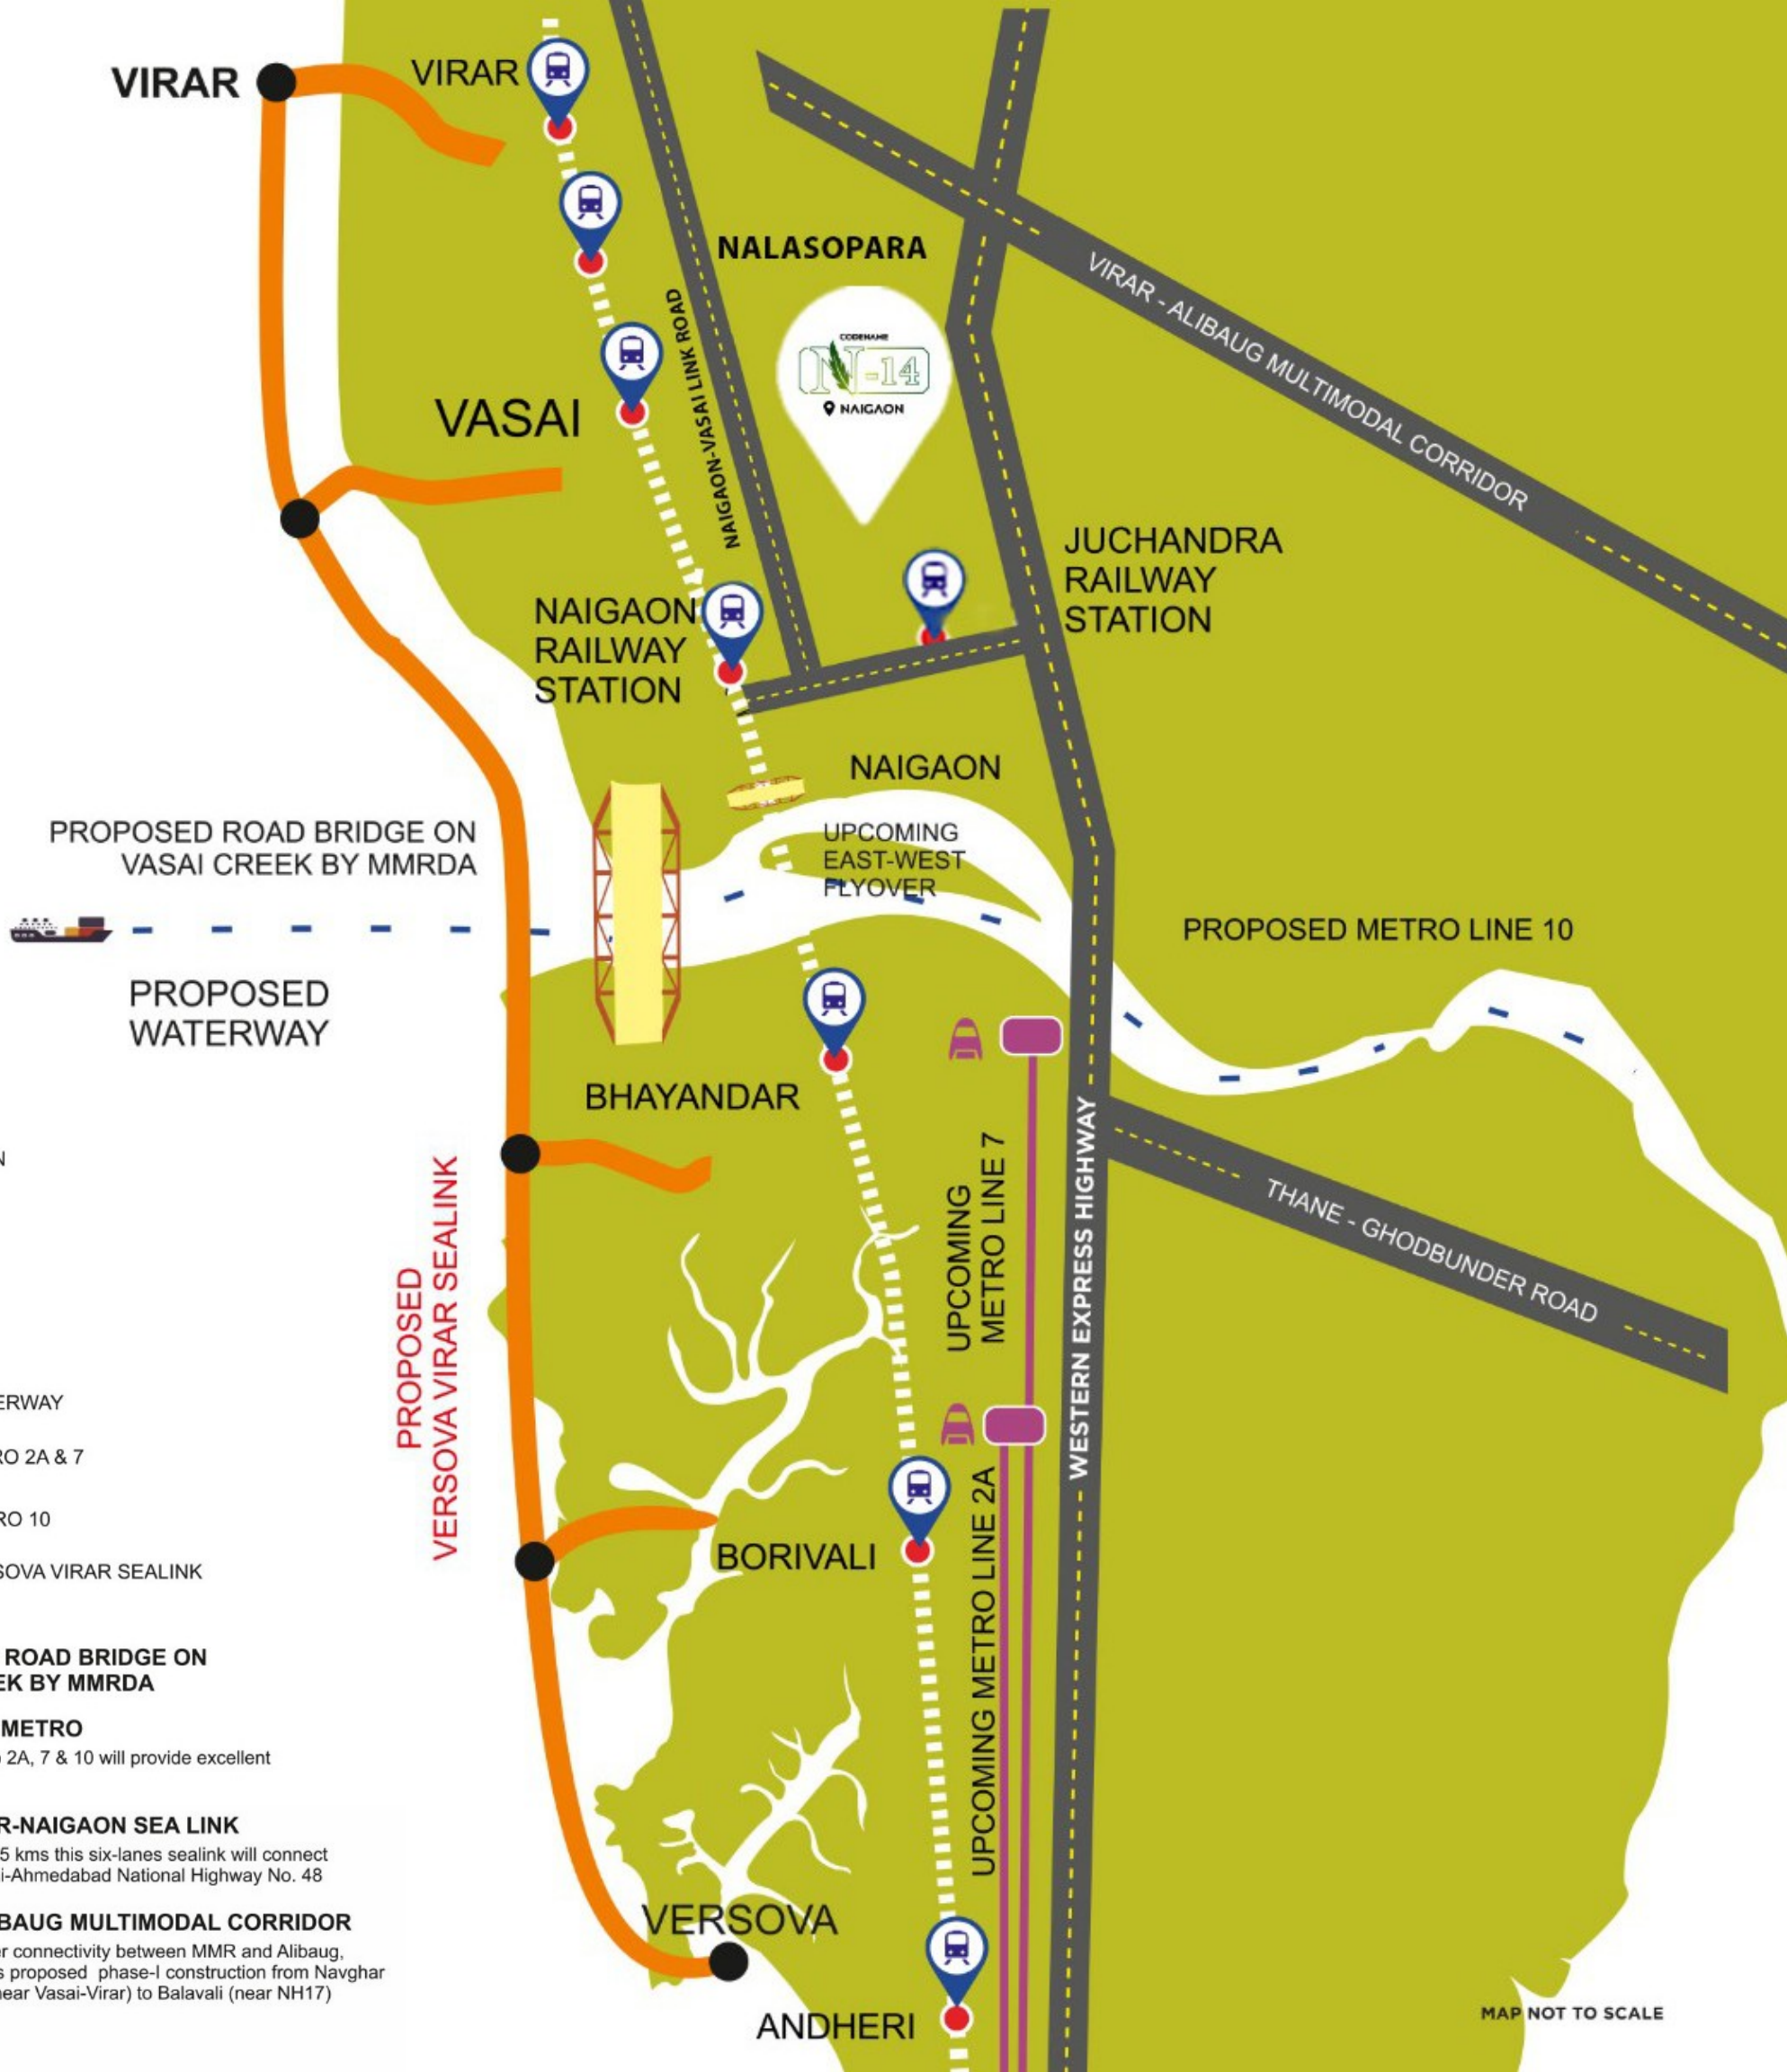 VIRAR
VIRAR
NALASOPARA
VIRAR - ALIBAUG MULTIMODAL CORRIDOR
NAIGAON-VASAI LINK ROAD
CODENAME
N-14
NAIGAON
VASAI
JUCHANDRA
RAILWAY
STATION
NAIGAON
RAILWAY
STATION
NAIGAON
PROPOSED ROAD BRIDGE ON
VASAI CREEK BY MMRDA
UPCOMING
EAST-WEST
FLYOVER
PROPOSED METRO LINE 10
PROPOSED
WATERWAY
BHAYANDAR
UPCOMING
METRO LINE 7
WESTERN EXPRESS HIGHWAY
THANE - GHODBUNDER ROAD
PROPOSED
VERSOVA VIRAR SEALINK
N
ERWAY
RO 2A & 7
RO 10
SOVA VIRAR SEALINK
BORIVALI
UPCOMING METRO LINE 2A
ROAD BRIDGE ON
EK BY MMRDA
METRO
2A, 7 & 10 will provide excellent
R-NAIGAON SEA LINK
5 kms this six-lanes sealink will connect
i-Ahmedabad National Highway No. 48
BAUG MULTIMODAL CORRIDOR
er connectivity between MMR and Alibaug,
s proposed phase-I construction from Navghar
near Vasai-Virar) to Balavali (near NH17)
VERSOVA
ANDHERI
MAP NOT TO SCALE